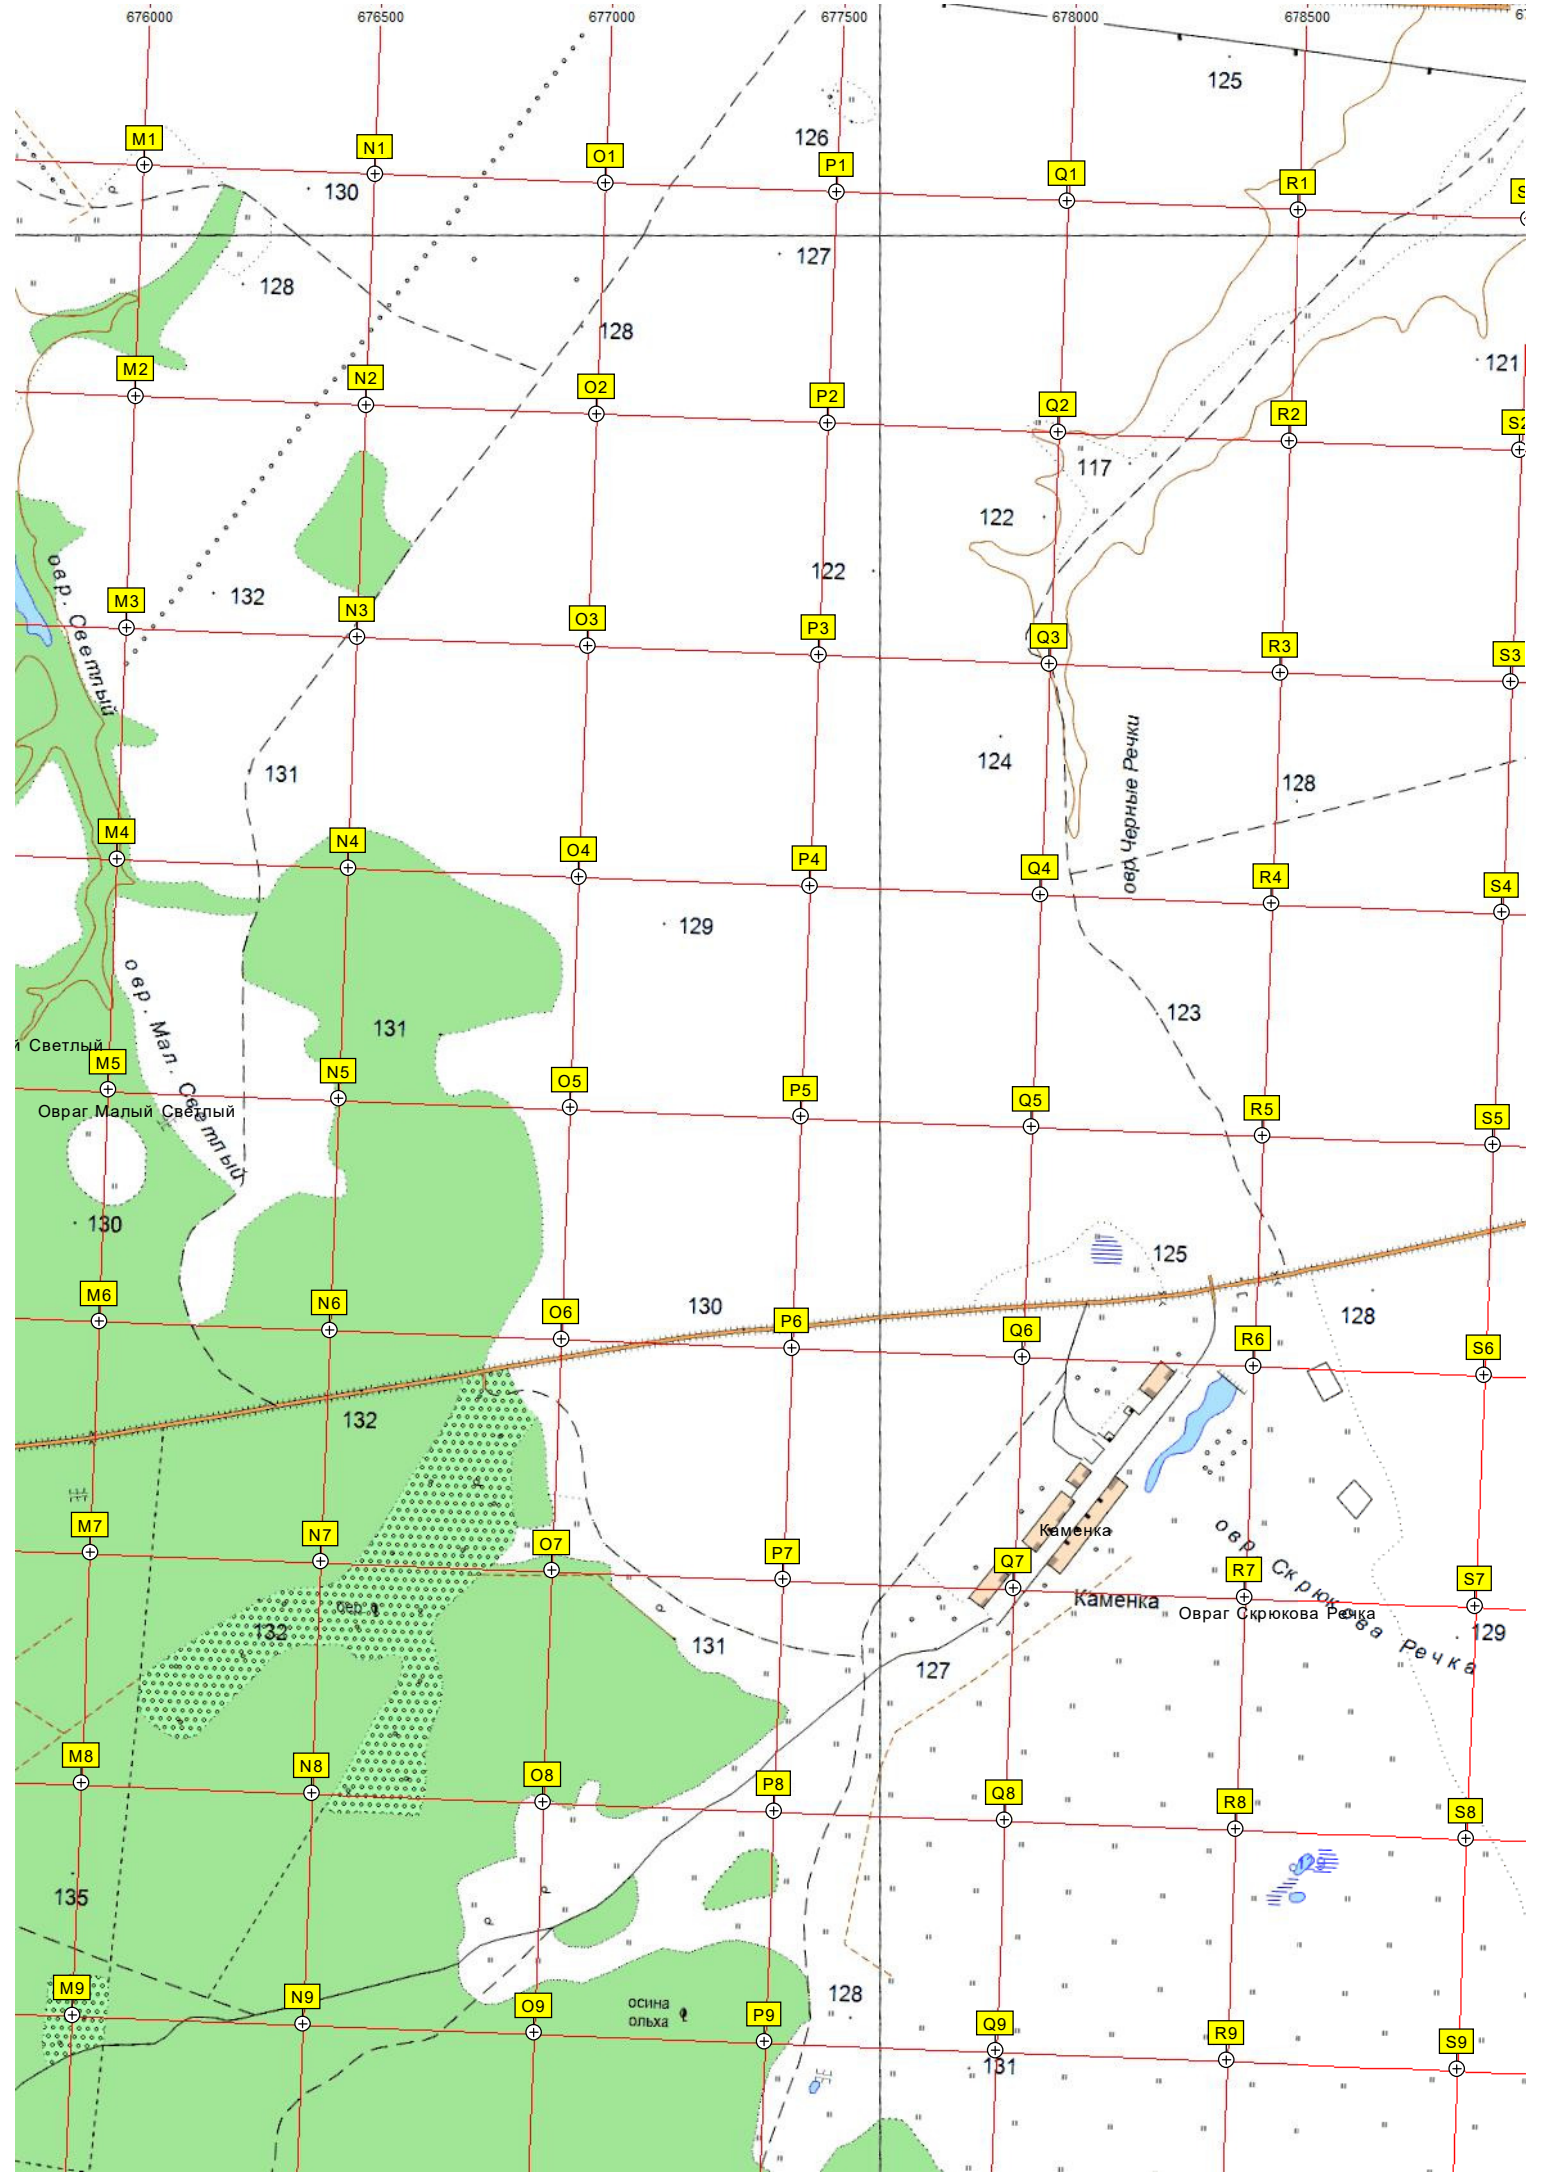 676000 676500 677000 677500 678000 678500
125
126
M1 N1 O1 P1 Q1 R1
130
127
128
128
121
M2 N2 O2 P2 Q2 R2 S2
117
122
122
132
овр. Светлый
M3 N3 O3 P3 Q3 R3 S3
131
124
128
овр. Черные Речки
M4 N4 O4 P4 Q4 R4 S4
129
овр. Мал. Светлый
131
123
й Светлый
M5 N5 O5 P5 Q5 R5 S5
Овраг Малый Светлый
130
125
130
128
M6 N6 O6 P6 Q6 R6 S6
132
Каменка
M7 N7 O7 P7 Q7 R7 S7
овр. Скрюкова Речка
Каменка
Овраг Скрюкова Речка
бер.
132
131
129
127
M8 N8 O8 P8 Q8 R8 S8
135
128
осина
ольха
M9 N9 O9 P9 Q9 R9 S9
131